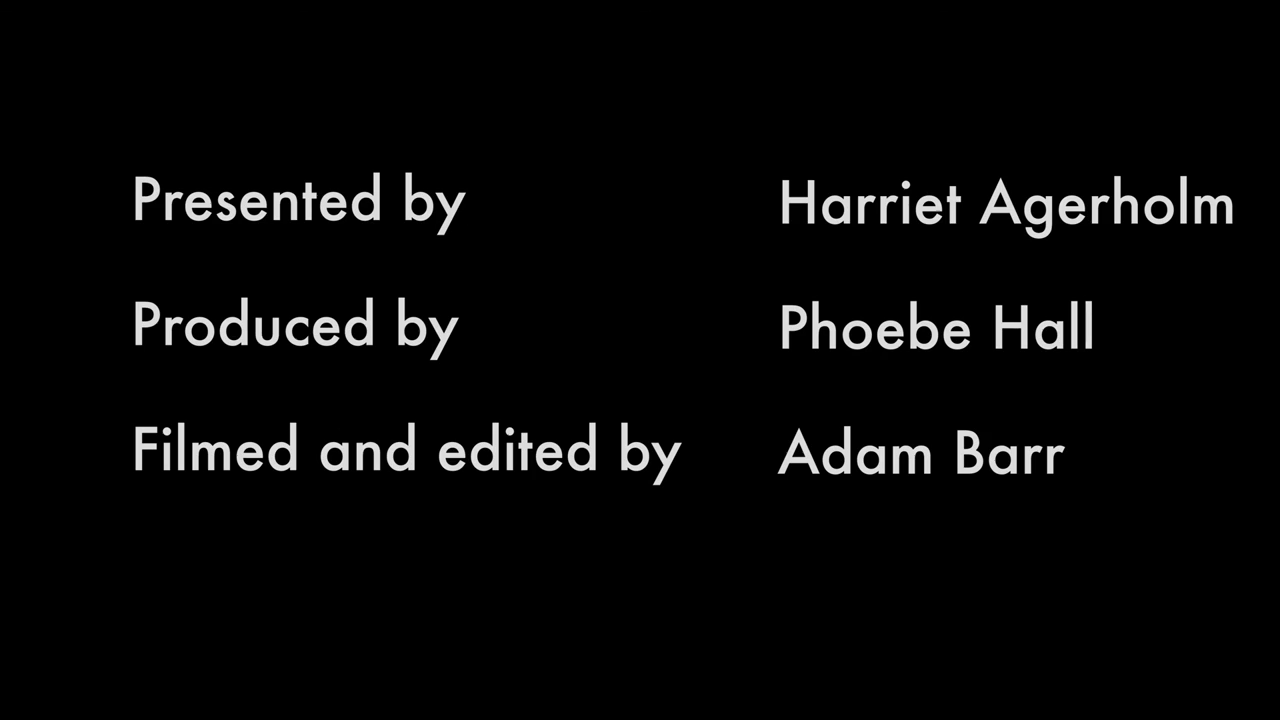 Presented by Harriet Agerholm
Produced by Phoebe Hall
Filmed and edited by Adam Barr